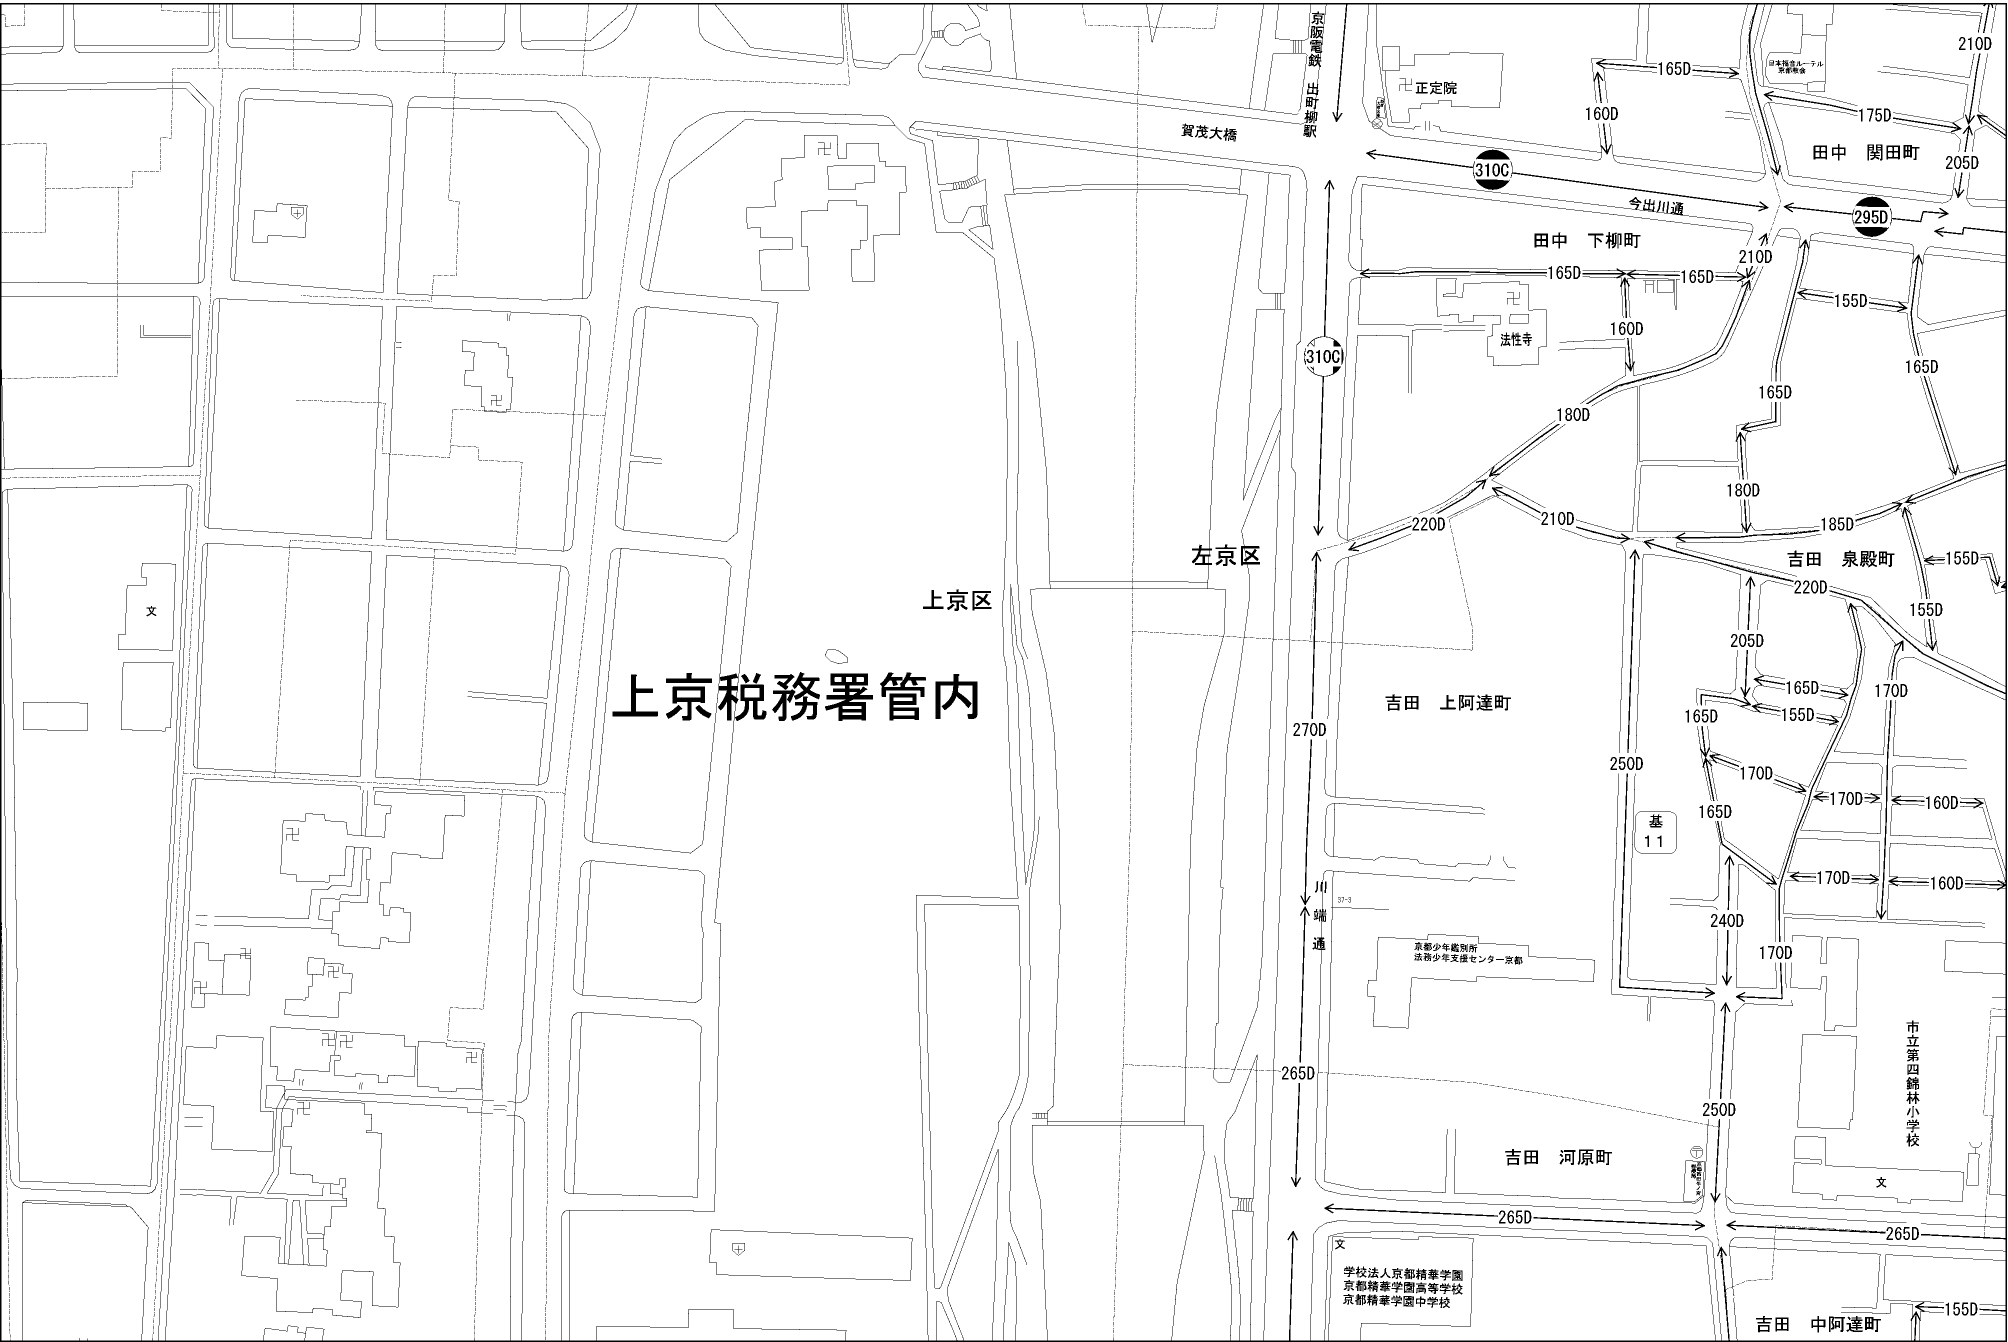 京阪電鉄 出町柳駅
210D
165D
日本福音ルーテル
京都教会
正定院
160D
175D
賀茂大橋
田中 関田町
205D
310C
今出川通
295D
田中 下柳町
210D
165D
165D
155D
160D
法性寺
310C
165D
165D
180D
180D
220D
210D
185D
左京区
吉田 泉殿町
155D
220D
上京区
文
155D
205D
上京税務署管内
165D
170D
吉田 上阿達町
165D
155D
270D
250D
170D
170D
160D
165D
基
11
川端通
37-3
170D
160D
240D
京都少年鑑別所
法務少年支援センター京都
170D
市立第四錦林小学校
265D
250D
吉田 河原町
文
265D
265D
文
学校法人京都精華学園
京都精華学園高等学校
京都精華学園中学校
155D
吉田 中阿達町